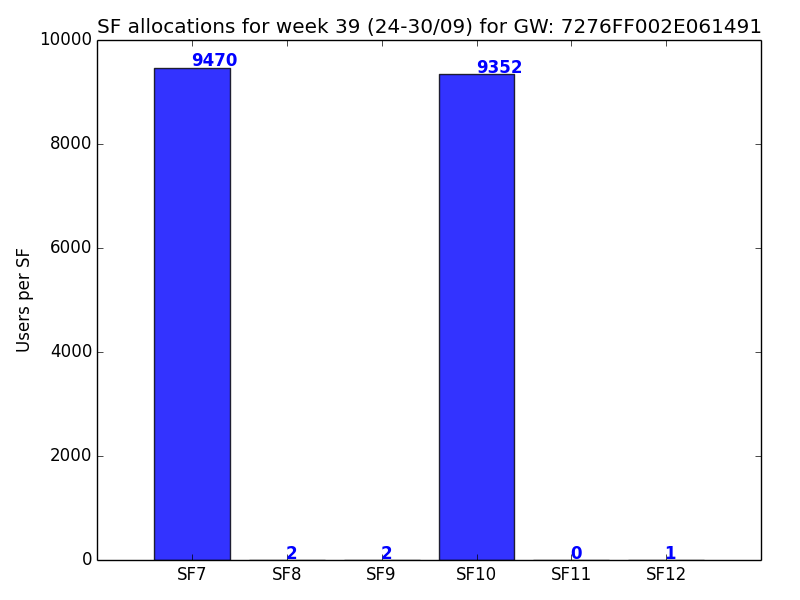 SF allocations for week 39 (24-30/09) for GW: 7276FF002E061491
10000
8000
6000
4000
2000
0
Users per SF
9470
2
2
9352
0
1
SF7
SF8
SF9
SF10
SF11
SF12